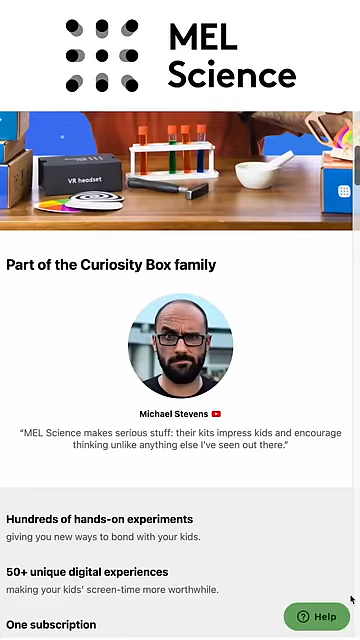 MEL
Science
VR headset
Part of the Curiosity Box family
Michael Stevens
“MEL Science makes serious stuff: their kits impress kids and encourage
thinking unlike anything else I’ve seen out there.”
Hundreds of hands-on experiments
giving you new ways to bond with your kids.
50+ unique digital experiences
making your kids’ screen-time more worthwhile.
One subscription
Help